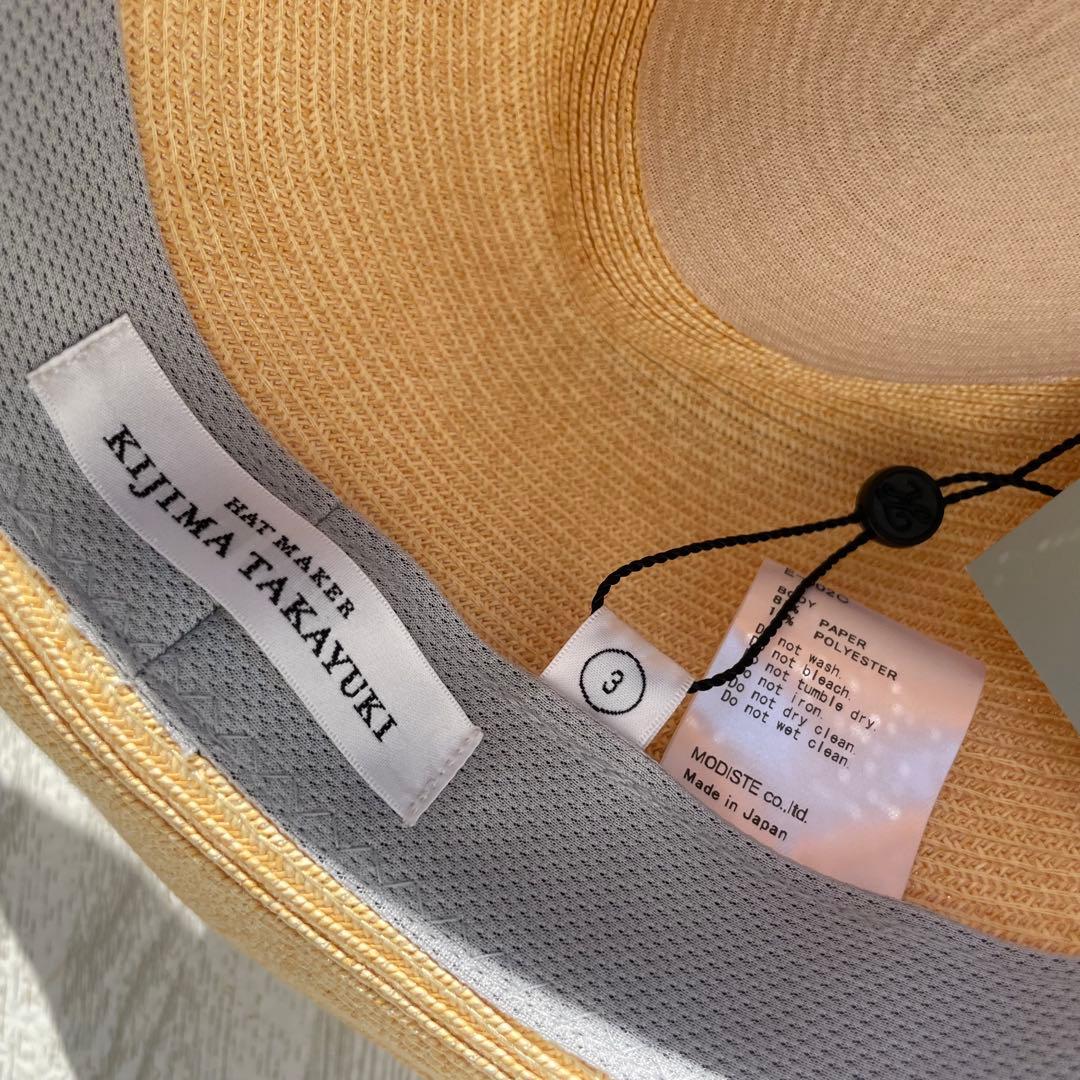 HAT MAKER
KIJIMA TAKAYUKI
3
BODY
PAPER
POLYESTER
Do not wash.
Do not bleach.
Do not tumble dry.
Do not iron.
Do not dry clean.
Do not wet clean.
MODISTE co.,ltd.
Made in Japan